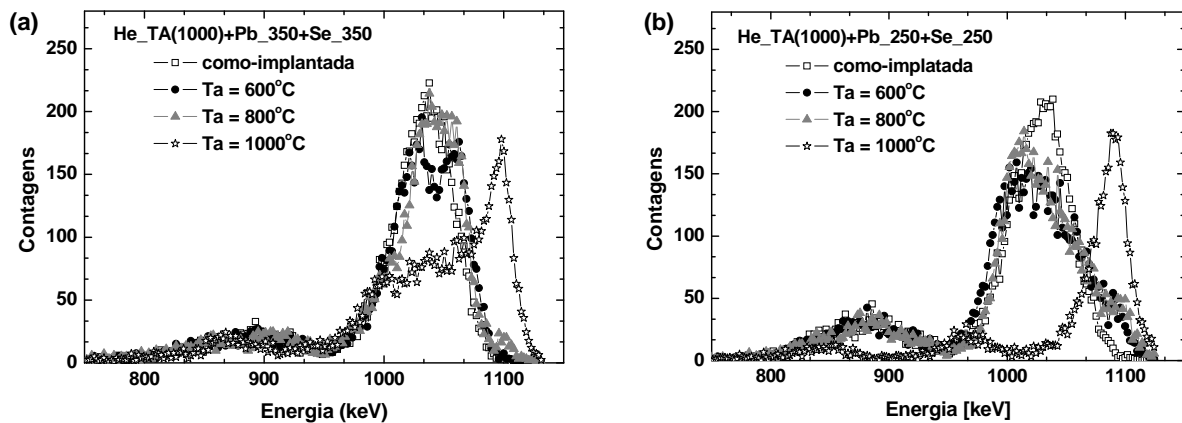 (a)
He_TA(1000)+Pb_350+Se_350
como-implantada
Ta = 600°C
Ta = 800°C
Ta = 1000°C
Contagens
250
200
150
100
50
0
800
900
1000
1100
Energia (keV)
(b)
He_TA(1000)+Pb_250+Se_250
como-implatada
Ta = 600°C
Ta = 800°C
Ta = 1000°C
Contagens
250
200
150
100
50
0
800
900
1000
1100
Energia [keV]